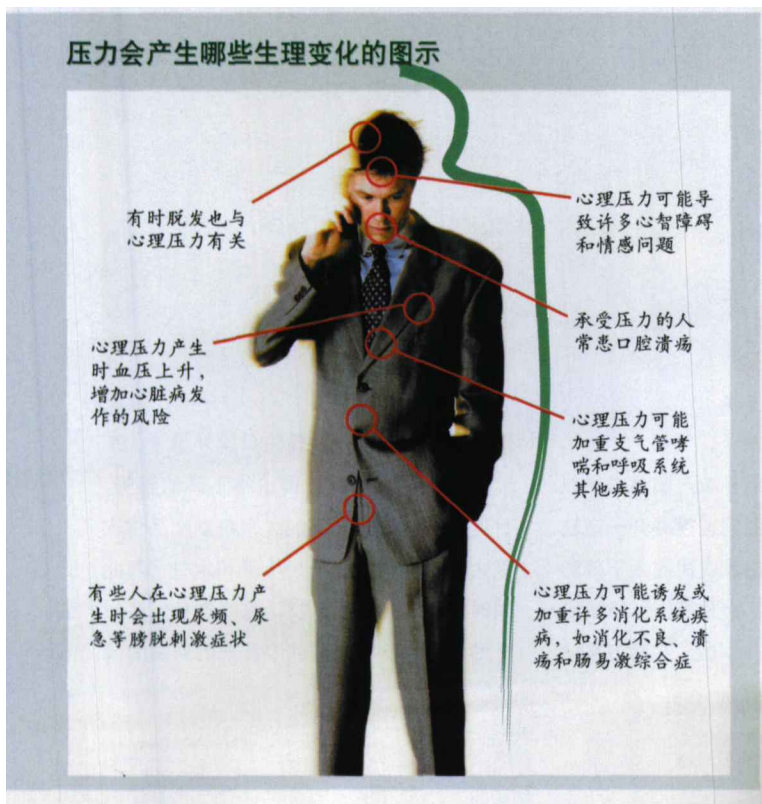 压力会产生哪些生理变化的图示
有时脱发也与
心理压力有关
心理压力可能导
致许多心智障碍
和情感问题
承受压力的人
常患口腔溃疡
心理压力产生
时血压上升，
增加心脏病发
作的风险
心理压力可能
加重支气管哮
喘和呼吸系统
其他疾病
有些人在心理压力产
生时会出现尿频、尿
急等膀胱刺激症状
心理压力可能诱发或
加重许多消化系统疾
病，如消化不良、溃
疡和肠易激综合症